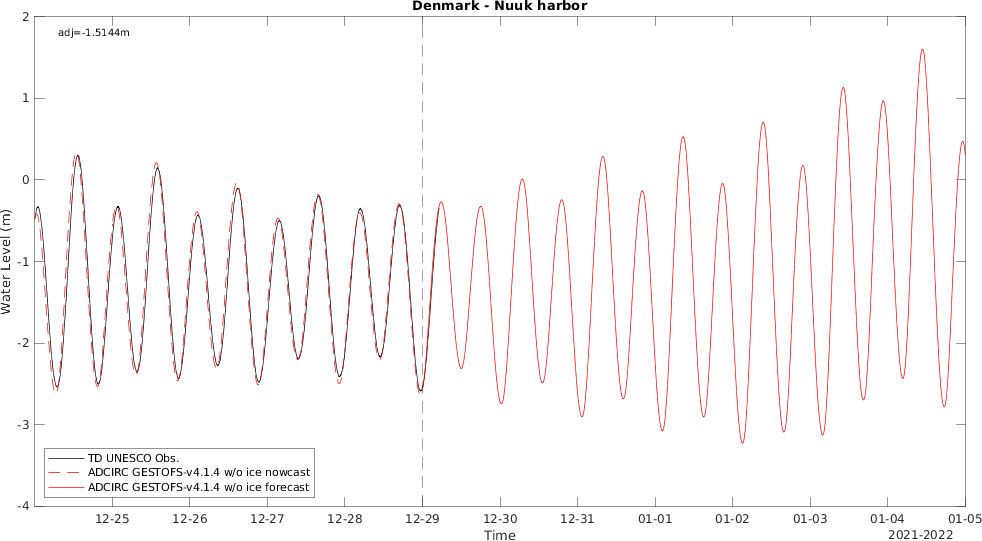 Denmark - Nuuk harbor
2
adj=-1.5144m
1
0
-1
-2
-3
-4
Water Level (m)
TD UNESCO Obs.
ADCIRC GESTOFS-v4.1.4 w/o ice nowcast
ADCIRC GESTOFS-v4.1.4 w/o ice forecast
12-25 12-26 12-27 12-28 12-29 12-30 12-31 01-01 01-02 01-03 01-04 01-05
Time
2021-2022